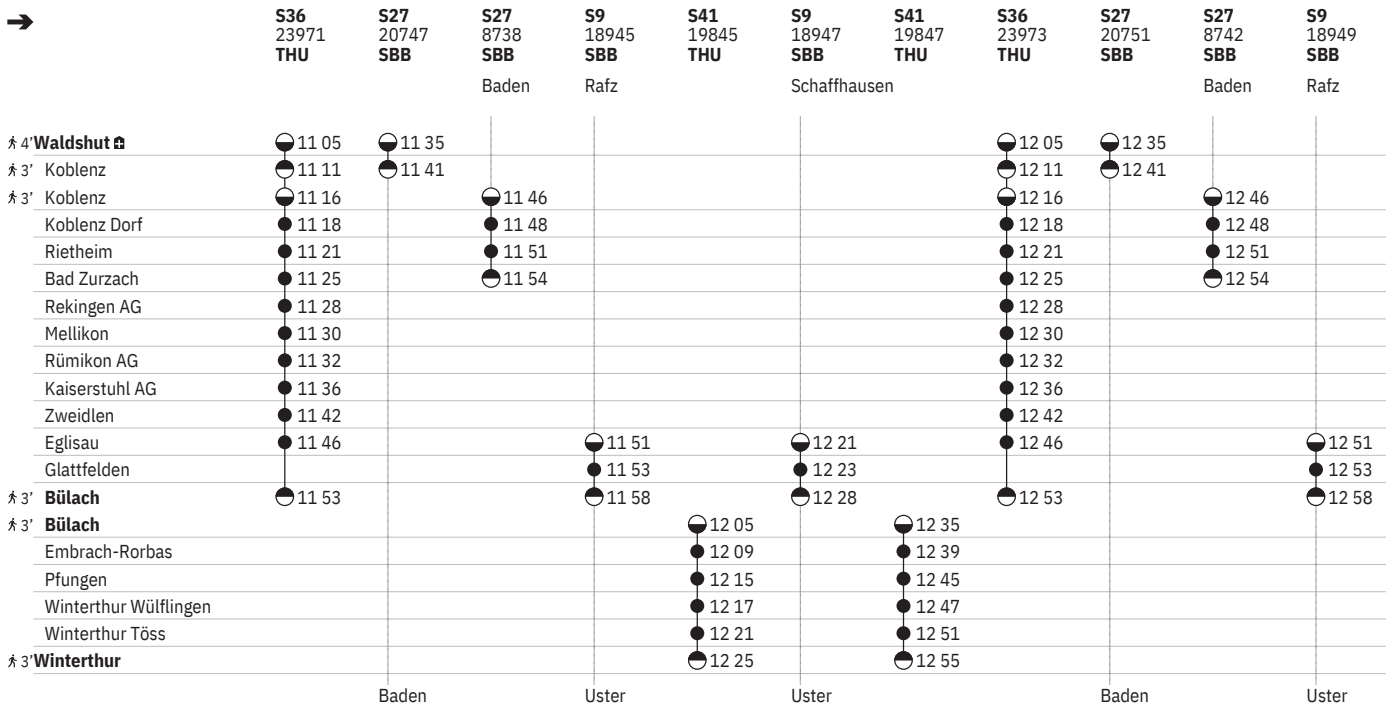 ➔ S36 S27 S27 S9 S41 S9 S41 S36 S27 S27 S9
23971 20747 8738 18945 19845 18947 19847 23973 20751 8742 18949
THU SBB SBB SBB THU SBB THU THU SBB SBB SBB
Baden Rafz Schaffhausen Baden Rafz
4’ Waldshut 11 05 11 35 12 05 12 35
3’ Koblenz 11 11 11 41 12 11 12 41
3’ Koblenz 11 16 11 46 12 16 12 46
Koblenz Dorf 11 18 11 48 12 18 12 48
Rietheim 11 21 11 51 12 21 12 51
Bad Zurzach 11 25 11 54 12 25 12 54
Rekingen AG 11 28 12 28
Mellikon 11 30 12 30
Rümikon AG 11 32 12 32
Kaiserstuhl AG 11 36 12 36
Zweidlen 11 42 12 42
Eglisau 11 46 11 51 12 21 12 46 12 51
Glattfelden 11 53 12 23 12 53
3’ Bülach 11 53 11 58 12 28 12 53 12 58
3’ Bülach 12 05 12 35
Embrach-Rorbas 12 09 12 39
Pfungen 12 15 12 45
Winterthur Wülflingen 12 17 12 47
Winterthur Töss 12 21 12 51
3’ Winterthur 12 25 12 55
Baden Uster Uster Baden Uster